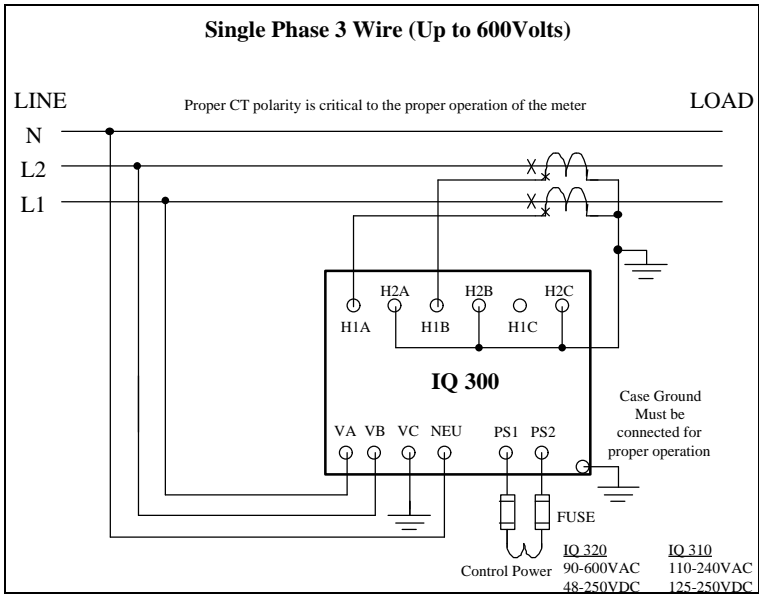 Single Phase 3 Wire (Up to 600Volts)
LINE
Proper CT polarity is critical to the proper operation of the meter
LOAD
N
L2
L1
H2A
H2B
H2C
H1A
H1B
H1C
IQ 300
Case Ground
Must be
connected for
proper operation
VA VB VC NEU PS1 PS2
FUSE
Control Power
IQ 320
90-600VAC
48-250VDC
IQ 310
110-240VAC
125-250VDC